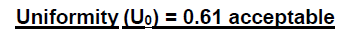 Uniformity (U₀) = 0.61 acceptable